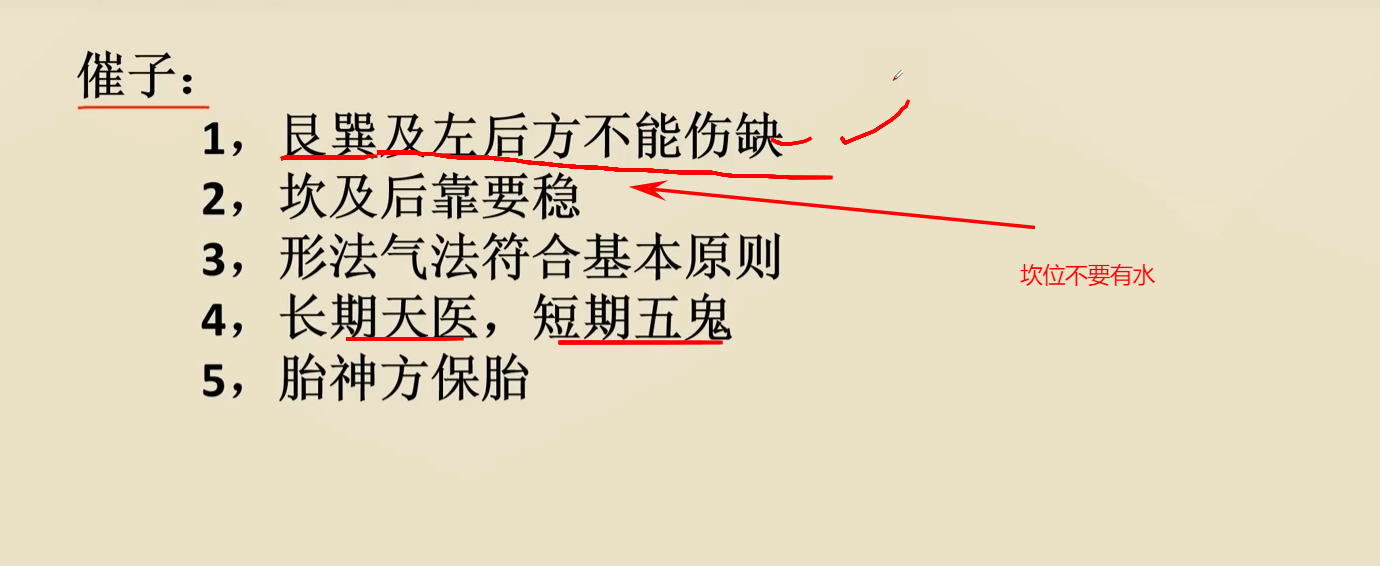 催子：
1，艮巽及左后方不能伤缺
2，坎及后靠要稳
3，形法气法符合基本原则
坎位不要有水
4，长期天医，短期五鬼
5，胎神方保胎